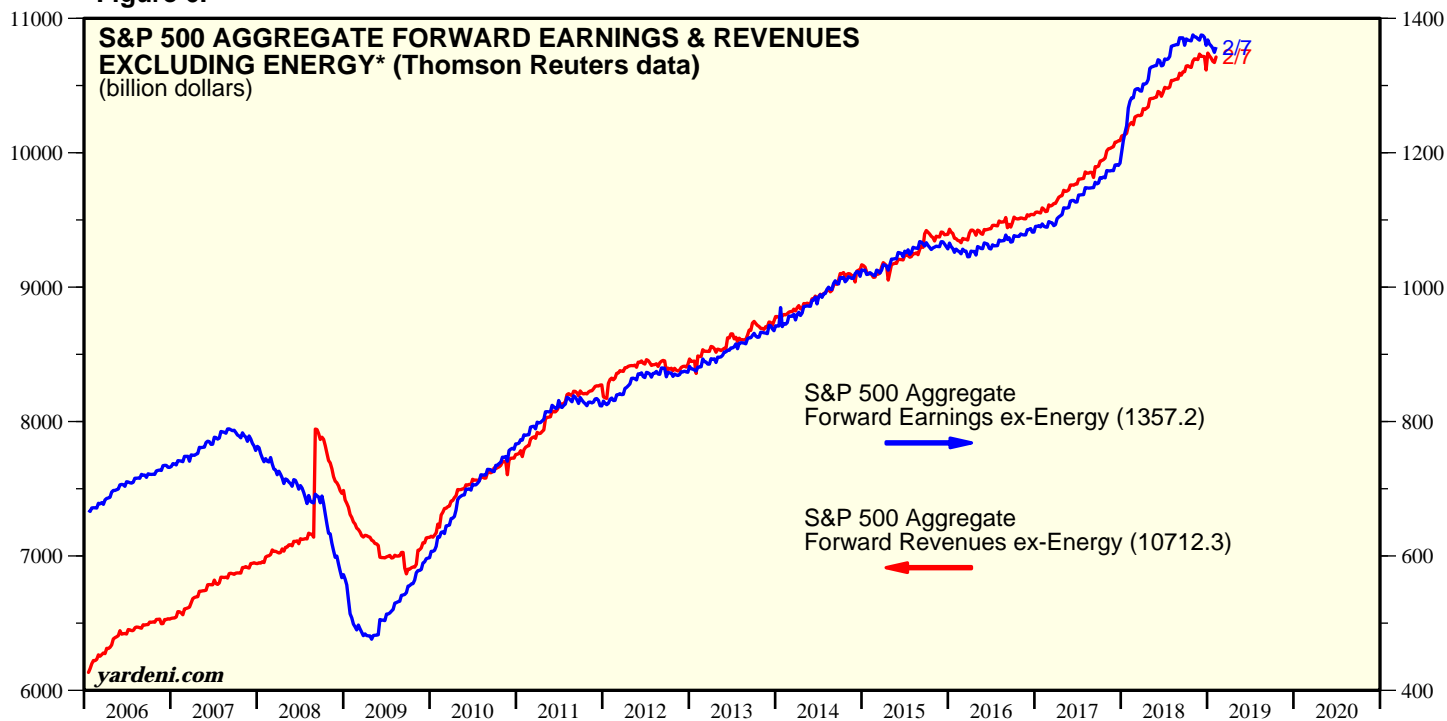 S&P 500 AGGREGATE FORWARD EARNINGS & REVENUES
EXCLUDING ENERGY* (Thomson Reuters data)
(billion dollars)
11000
10000
9000
8000
7000
6000
1400
1200
1000
800
600
400
2/7
2/7
S&P 500 Aggregate
Forward Earnings ex-Energy (1357.2)
S&P 500 Aggregate
Forward Revenues ex-Energy (10712.3)
yardeni.com
2006 2007 2008 2009 2010 2011 2012 2013 2014 2015 2016 2017 2018 2019 2020